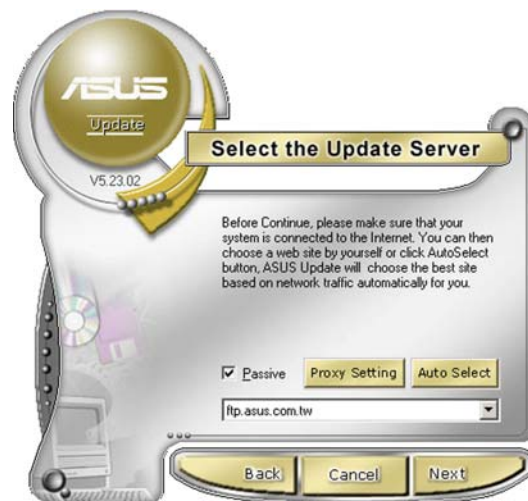 ASUS
Update
V5.23.02
Select the Update Server
Before Continue, please make sure that your
system is connected to the Internet. You can then
choose a web site by yourself or click AutoSelect
button, ASUS Update will choose the best site
based on network traffic automatically for you.
Passive
Proxy Setting
Auto Select
ftp.asus.com.tw
Back
Cancel
Next